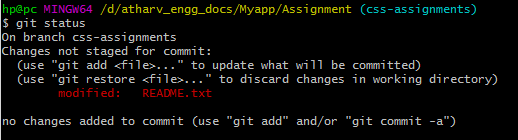 hp@pc MINGW64 /d/atharv_engg_docs/Myapp/Assignment (css-assignments)
$ git status
On branch css-assignments
Changes not staged for commit:
  (use "git add <file>..." to update what will be committed)
  (use "git restore <file>..." to discard changes in working directory)
        modified:   README.txt

no changes added to commit (use "git add" and/or "git commit -a")